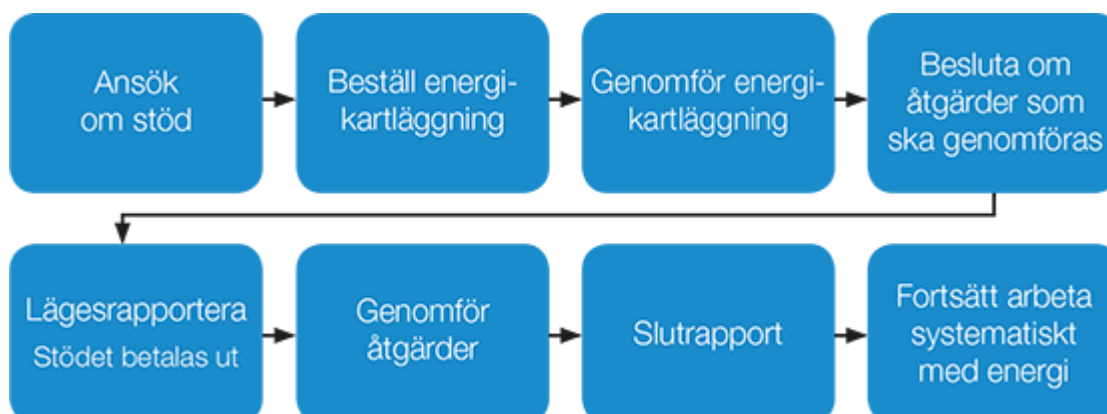 Ansök
om stöd
Beställ energi-
kartläggning
Genomför energi-
kartläggning
Besluta om
åtgärder som
ska genomföras
Lägesrapportera
Stödet betalas ut
Genomför
åtgärder
Slutrapport
Fortsätt arbeta
systematiskt
med energi